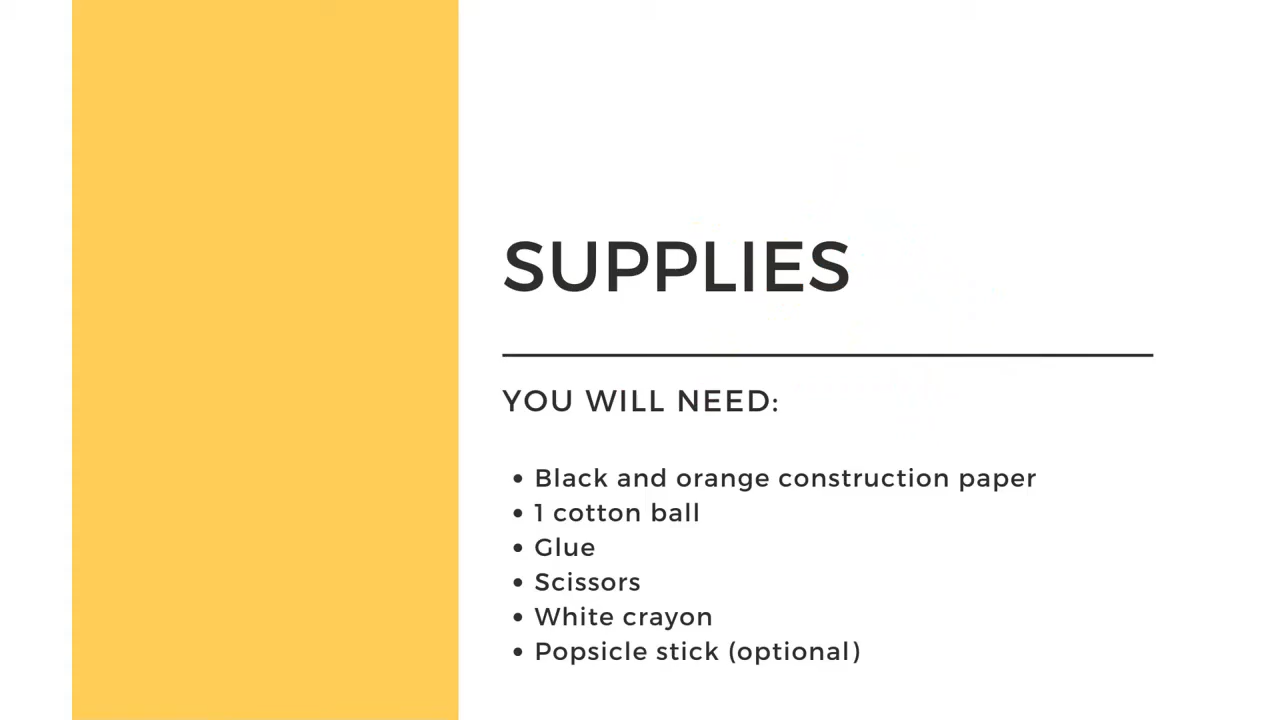 SUPPLIES
YOU WILL NEED:
• Black and orange construction paper
• 1 cotton ball
• Glue
• Scissors
• White crayon
• Popsicle stick (optional)